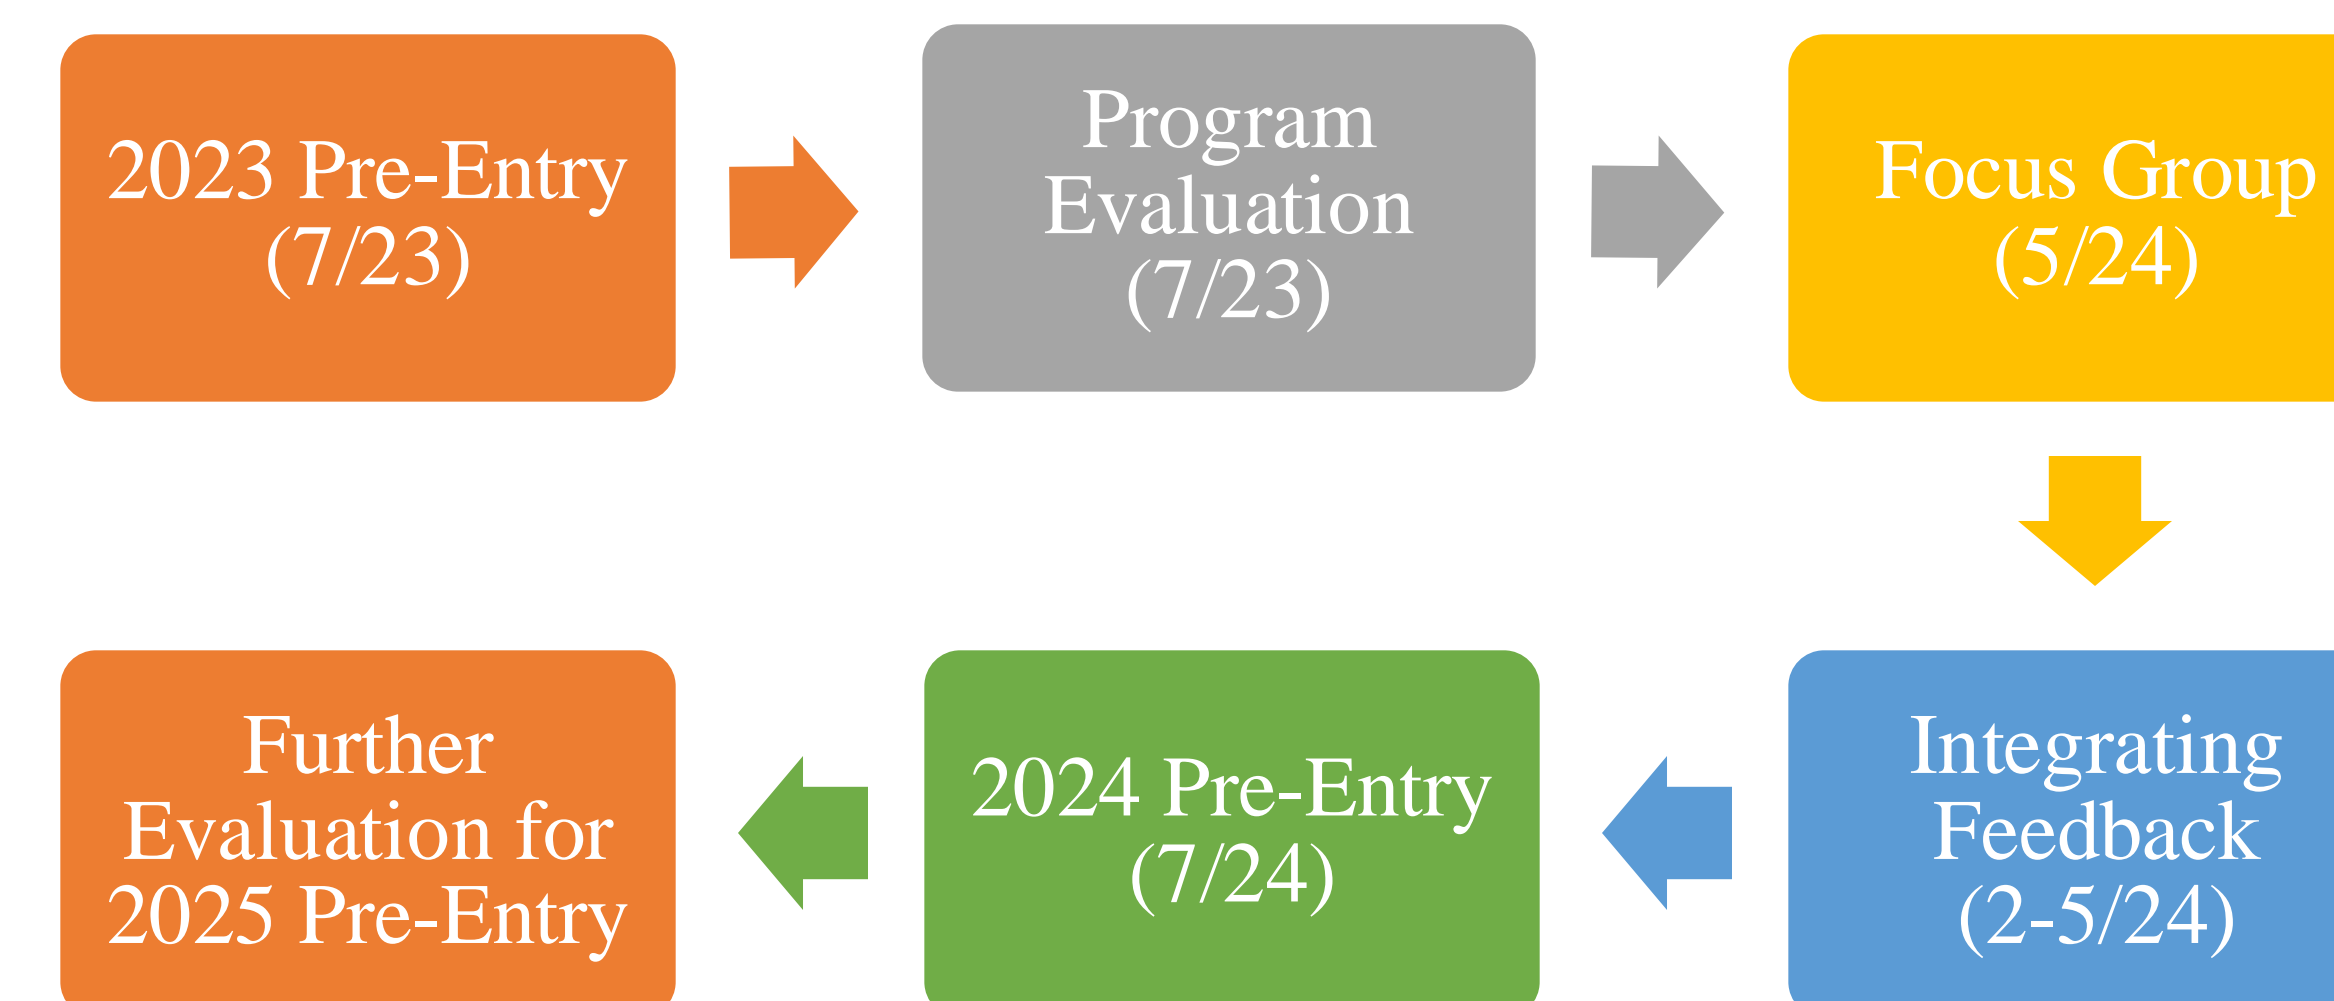 2023 Pre-Entry
(7/23)
Program
Evaluation
(7/23)
Focus Group
(5/24)
Integrating
Feedback
(2-5/24)
2024 Pre-Entry
(7/24)
Further
Evaluation for
2025 Pre-Entry